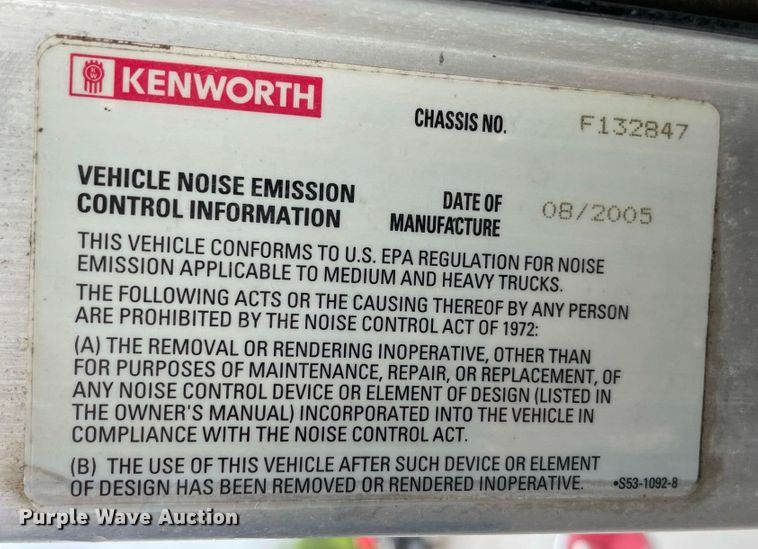 KENWORTH
CHASSIS NO. F132847
VEHICLE NOISE EMISSION
CONTROL INFORMATION
DATE OF
MANUFACTURE
08/2005
THIS VEHICLE CONFORMS TO U.S. EPA REGULATION FOR NOISE
EMISSION APPLICABLE TO MEDIUM AND HEAVY TRUCKS.
THE FOLLOWING ACTS OR THE CAUSING THEREOF BY ANY PERSON
ARE PROHIBITED BY THE NOISE CONTROL ACT OF 1972:
(A) THE REMOVAL OR RENDERING INOPERATIVE, OTHER THAN
FOR PURPOSES OF MAINTENANCE, REPAIR, OR REPLACEMENT, OF
ANY NOISE CONTROL DEVICE OR ELEMENT OF DESIGN (LISTED IN
THE OWNER'S MANUAL) INCORPORATED INTO THE VEHICLE IN
COMPLIANCE WITH THE NOISE CONTROL ACT.
(B) THE USE OF THIS VEHICLE AFTER SUCH DEVICE OR ELEMENT
OF DESIGN HAS BEEN REMOVED OR RENDERED INOPERATIVE.
•S53-1092-8
Purple Wave Auction